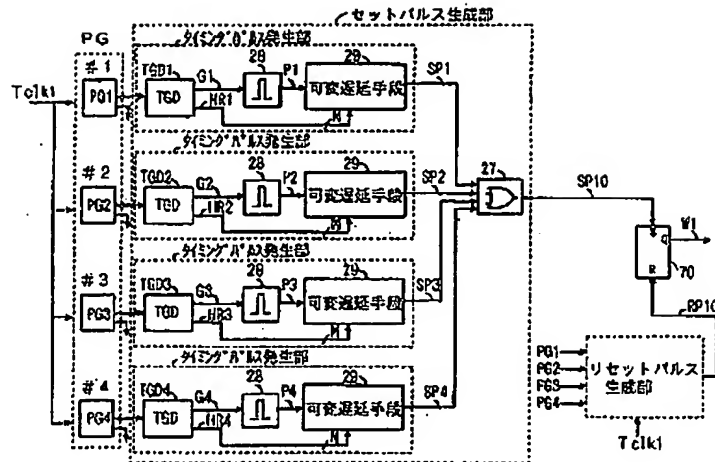 セットパルス生成部
PG
タイミングパルス発生部
#1
Tclk1
PG1
TGD1
TGD
G1
HR1
28
P1
29
可変遅延手段
M
SP1
タイミングパルス発生部
#2
PG2
TGD2
TGD
G2
HR2
28
P2
29
可変遅延手段
M
SP2
27
SP10
タイミングパルス発生部
#3
PG3
TGD3
TGD
G3
HR3
28
P3
29
可変遅延手段
M
SP3
Q
R
70
W1
RP10
タイミングパルス発生部
#4
PG4
TGD4
TGD
G4
HR4
28
P4
29
可変遅延手段
M
SP4
PG1
PG2
PG3
PG4
リセットパルス
生成部
Tclk1